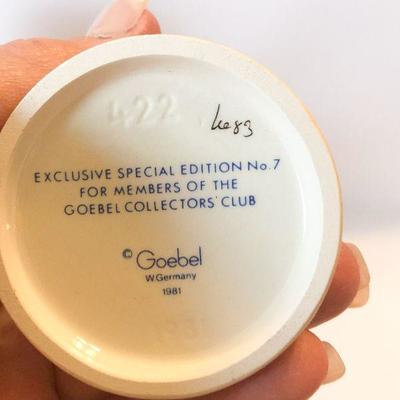 422
EXCLUSIVE SPECIAL EDITION No. 7
FOR MEMBERS OF THE
GOEBEL COLLECTORS' CLUB
© Goebel
W.Germany
1981